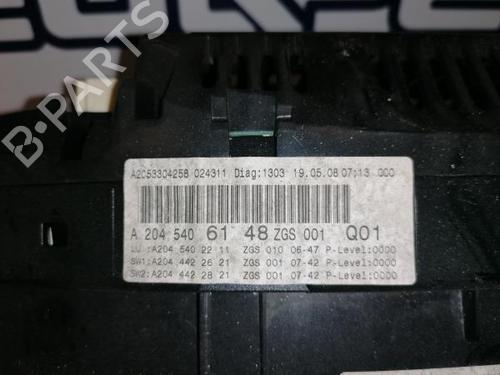 B-PARTS
A2C53304258 024311 Diag:1303 19.05.08 07:13 000
A 204 540 61 48 ZGS 001 Q01
A204 540 22 11 ZGS 010 06-47 P-Level:0000
SW1:A204 442 26 21 ZGS 001 07-42 P-Level:0000
SW2:A204 442 28 21 ZGS 001 07-42 P-Level:0000